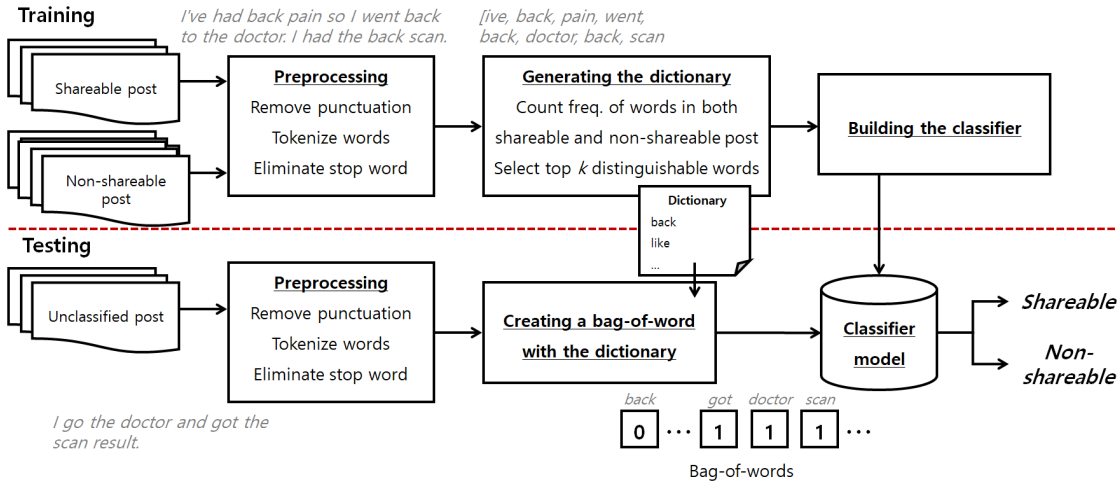 Training
I've had back pain so I went back
to the doctor. I had the back scan.
[ive, back, pain, went,
back, doctor, back, scan
Shareable post
Non-shareable
post
Preprocessing
Remove punctuation
Tokenize words
Eliminate stop word
Generating the dictionary
Count freq. of words in both
shareable and non-shareable post
Select top k distinguishable words
Building the classifier
Dictionary
back
like
...
Testing
Unclassified post
Preprocessing
Remove punctuation
Tokenize words
Eliminate stop word
Creating a bag-of-word
with the dictionary
Classifier
model
Shareable
Non-
shareable
I go the doctor and got the
scan result.
back got doctor scan
0 ... 1 1 1 ...
Bag-of-words